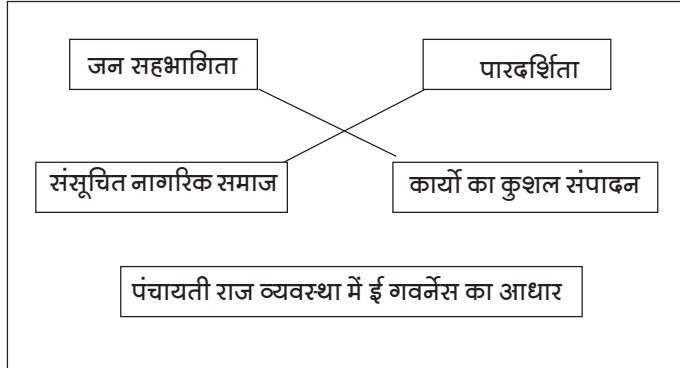 जन सहभागिता
पारदर्शिता
संसूचित नागरिक समाज
कार्यो का कुशल संपादन
पंचायती राज व्यवस्था में ई गवर्नेस का आधार